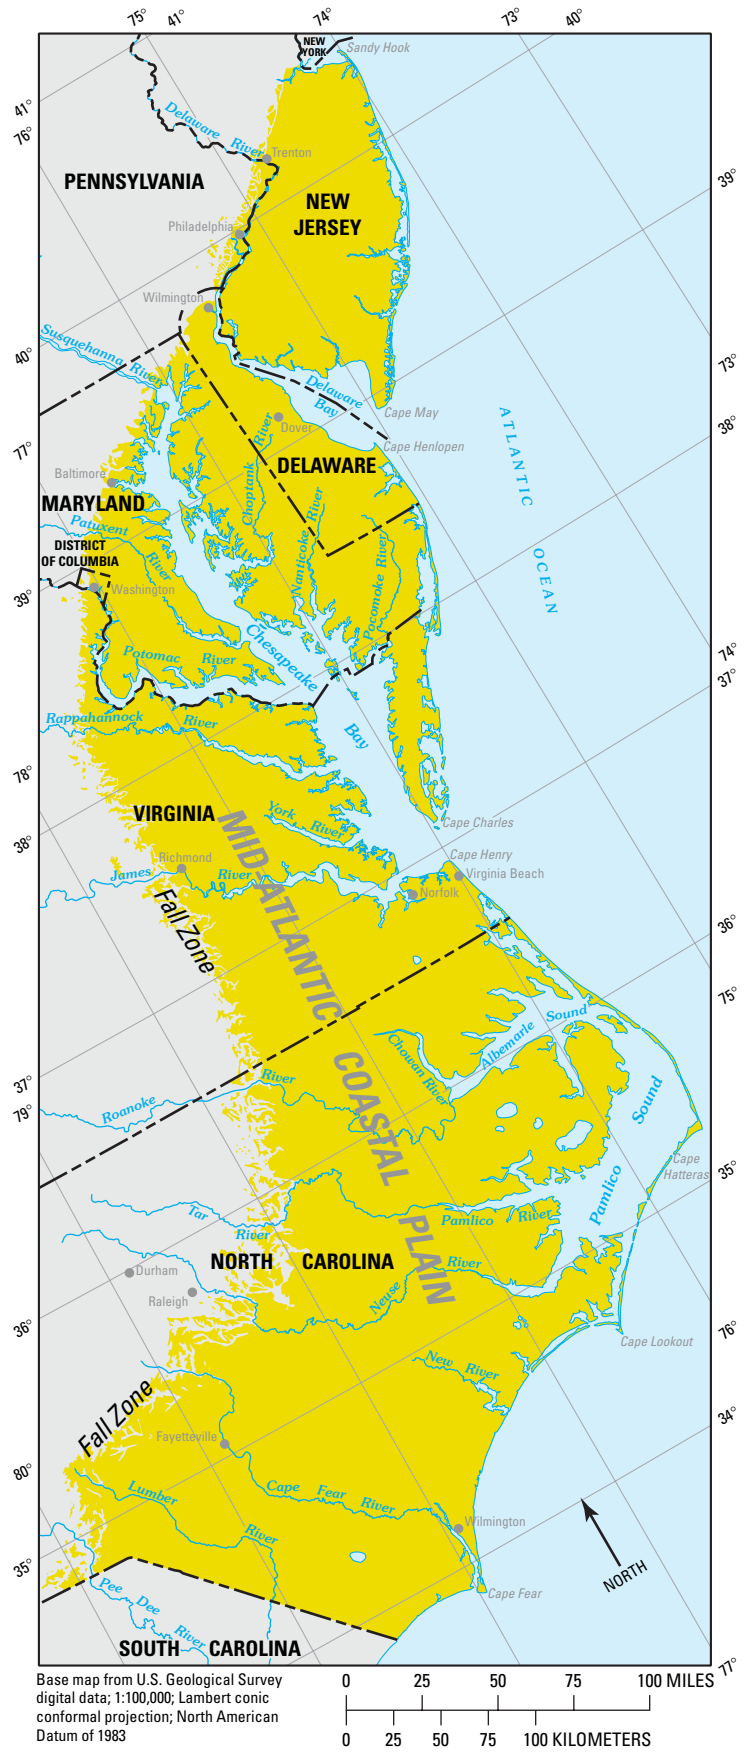 75°
41°
74°
73°
40°
NEW
YORK
Sandy Hook
41°
76°
Delaware River
Trenton
PENNSYLVANIA
39°
NEW
JERSEY
Philadelphia
Wilmington
Susquehanna River
40°
73°
Delaware
Bay
Cape May
38°
ATLANTIC
OCEAN
77°
Dover
Cape Henlopen
DELAWARE
Baltimore
Choptank River
Nanticoke River
MARYLAND
Patuxent
River
DISTRICT
OF COLUMBIA
Pocomoke River
Washington
39°
Chesapeake
Bay
74°
37°
Potomac River
Rappahannock River
78°
VIRGINIA
York River
Cape Charles
38°
Cape Henry
Richmond
James River
Virginia Beach
Norfolk
Fall Zone
MID-ATLANTIC COASTAL PLAIN
36°
75°
Albemarle Sound
Chowan River
37°
79°
Roanoke River
Pamlico Sound
Cape
Hatteras
35°
Tar
River
Pamlico River
NORTH CAROLINA
Durham
Raleigh
Neuse River
36°
76°
Cape Lookout
New River
34°
Fall Zone
Fayetteville
80°
Lumber
River
Cape Fear River
Wilmington
35°
NORTH
Pee Dee
River
Cape Fear
SOUTH CAROLINA
77°
Base map from U.S. Geological Survey
digital data; 1:100,000; Lambert conic
conformal projection; North American
Datum of 1983
0 25 50 75 100 MILES
0 25 50 75 100 KILOMETERS